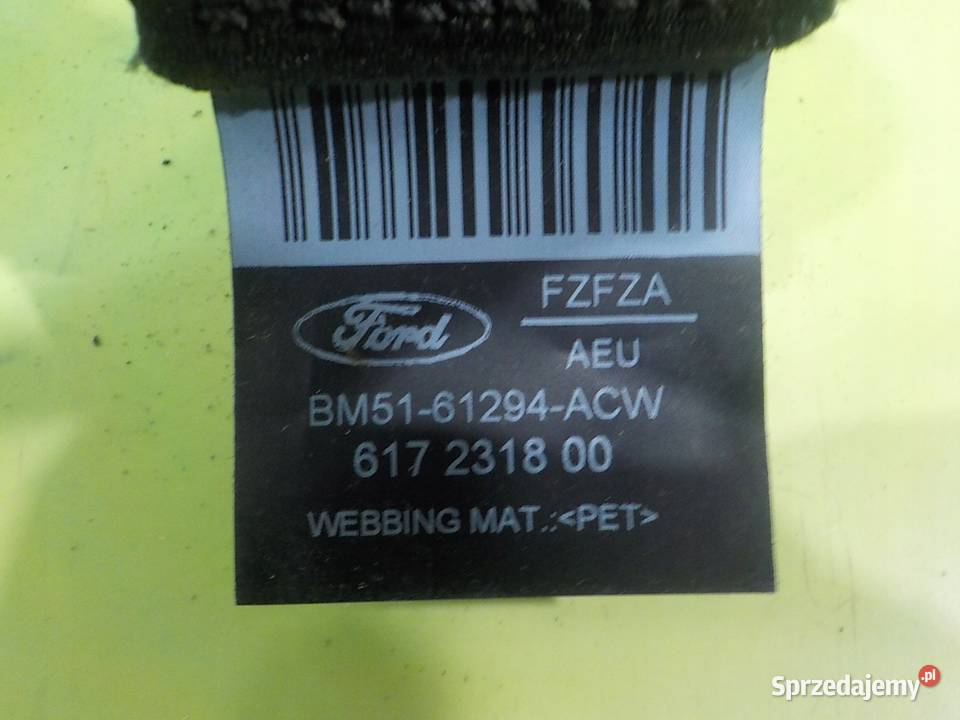 Ford
FZFZA
AEU
BM51-61294-ACW
617 2318 00
WEBBING MAT.:<PET>
Sprzedajemy.pl